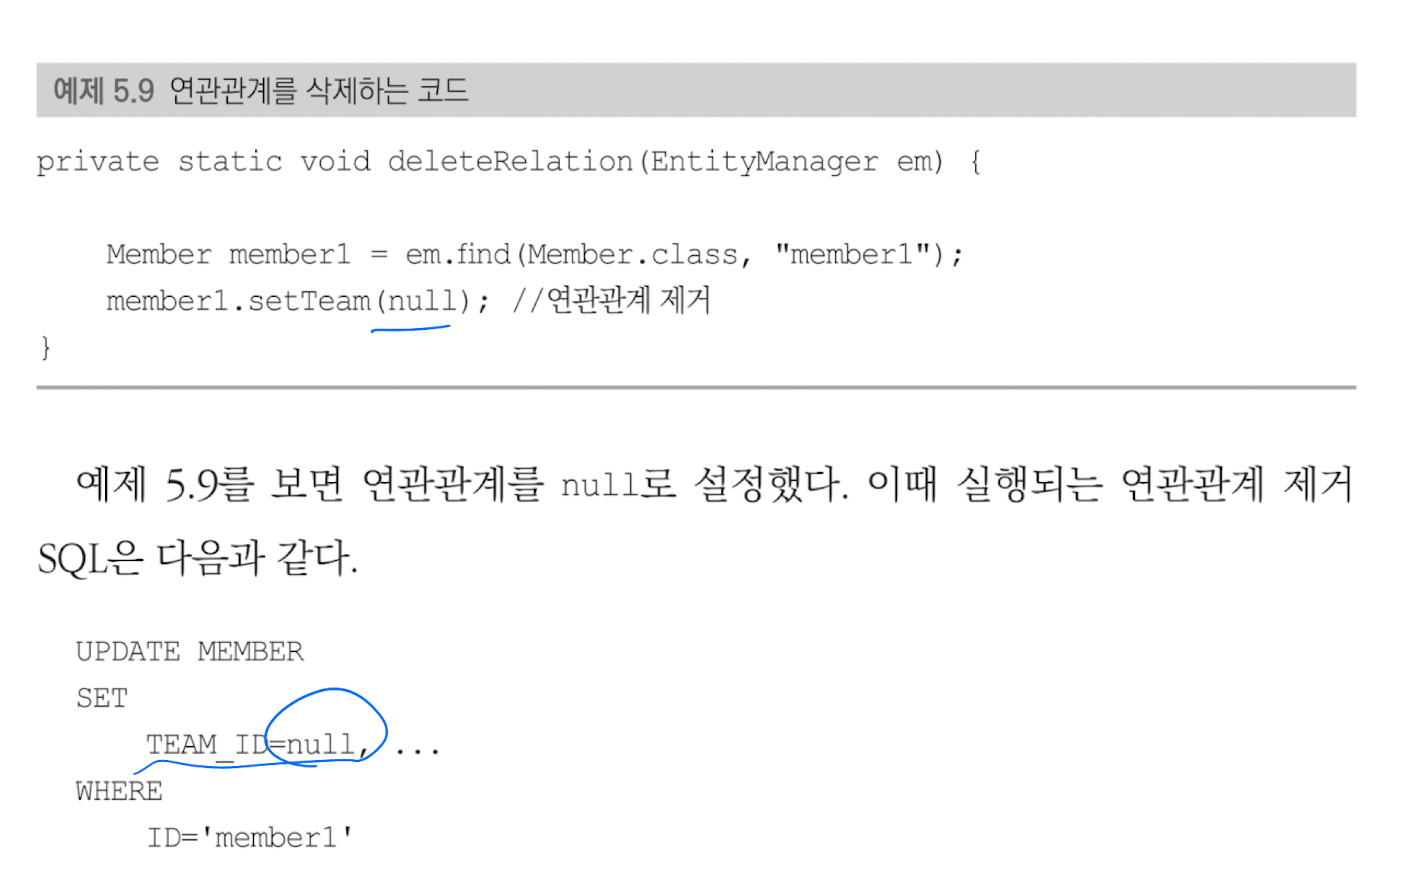 예제 5.9 연관관계를 삭제하는 코드
private static void deleteRelation(EntityManager em) {
Member member1 = em.find(Member.class, "member1");
member1.setTeam(null); //연관관계 제거
}
예제 5.9를 보면 연관관계를 null로 설정했다. 이때 실행되는 연관관계 제거
SQL은 다음과 같다.
UPDATE MEMBER
SET
TEAM_ID=null, ...
WHERE
ID='member1'